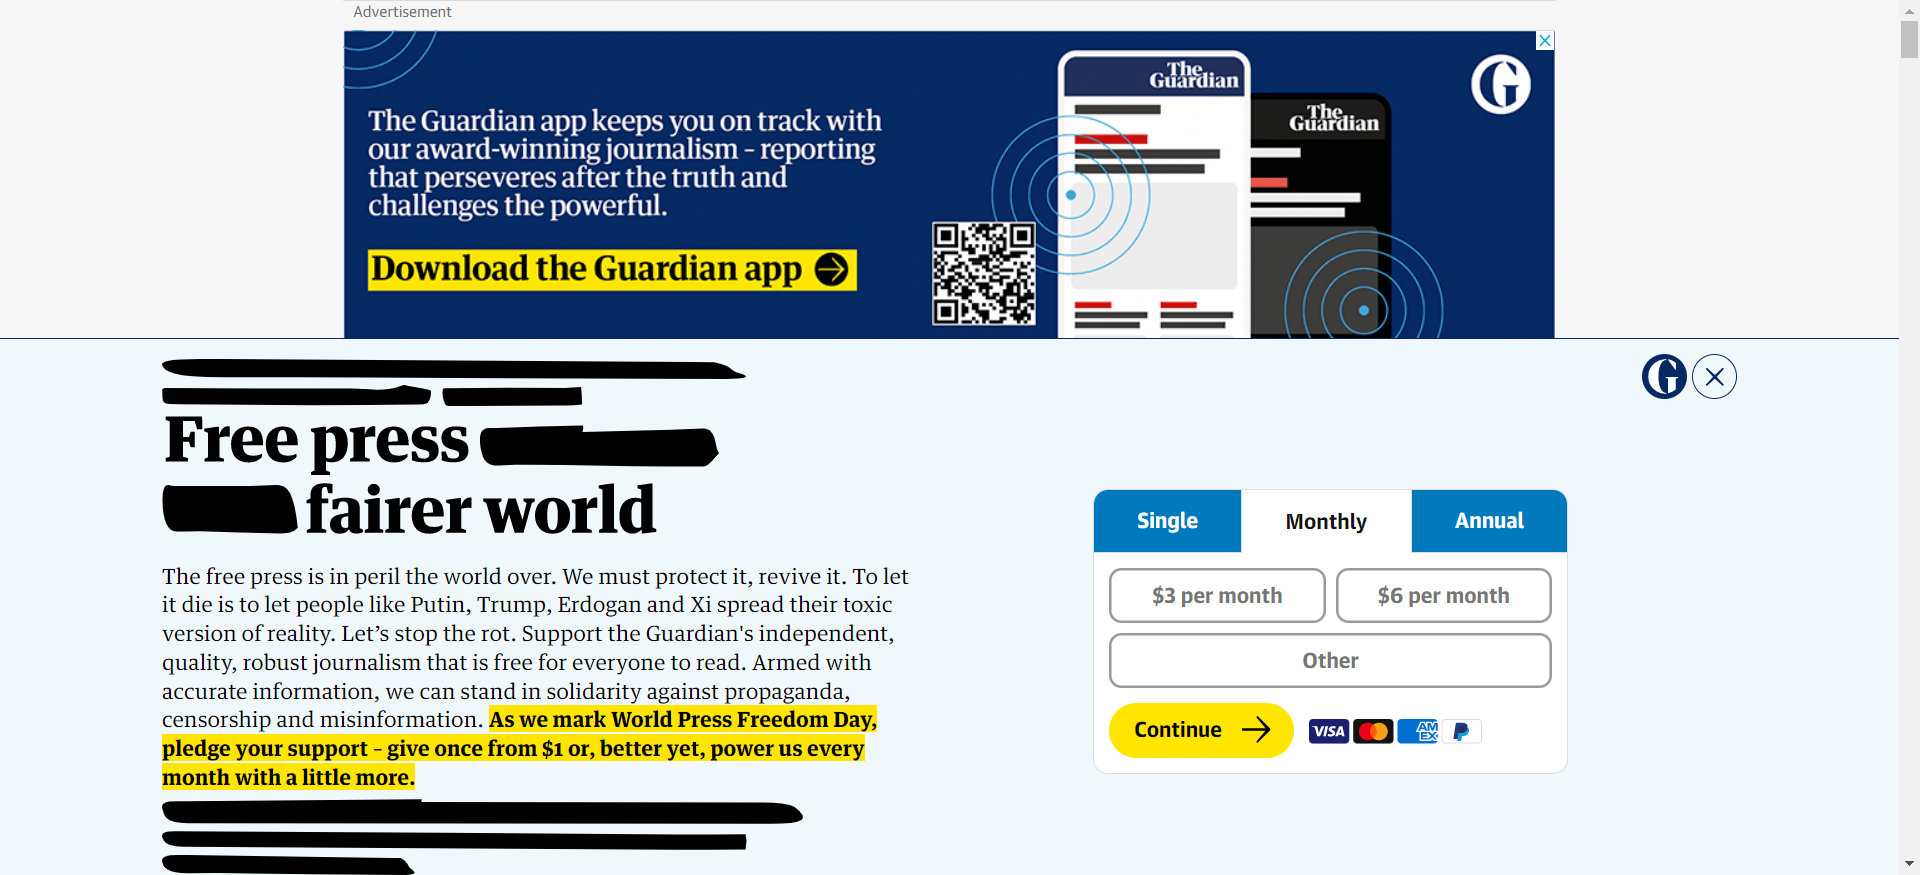 Advertisement
The Guardian app keeps you on track with
our award-winning journalism – reporting
that perseveres after the truth and
challenges the powerful.
Download the Guardian app
The
Guardian
The
Guardian
G
G
Free press
fairer world
The free press is in peril the world over. We must protect it, revive it. To let
it die is to let people like Putin, Trump, Erdogan and Xi spread their toxic
version of reality. Let’s stop the rot. Support the Guardian's independent,
quality, robust journalism that is free for everyone to read. Armed with
accurate information, we can stand in solidarity against propaganda,
censorship and misinformation. As we mark World Press Freedom Day,
pledge your support – give once from $1 or, better yet, power us every
month with a little more.
Single Monthly Annual
$3 per month $6 per month
Other
Continue VISA AMEX